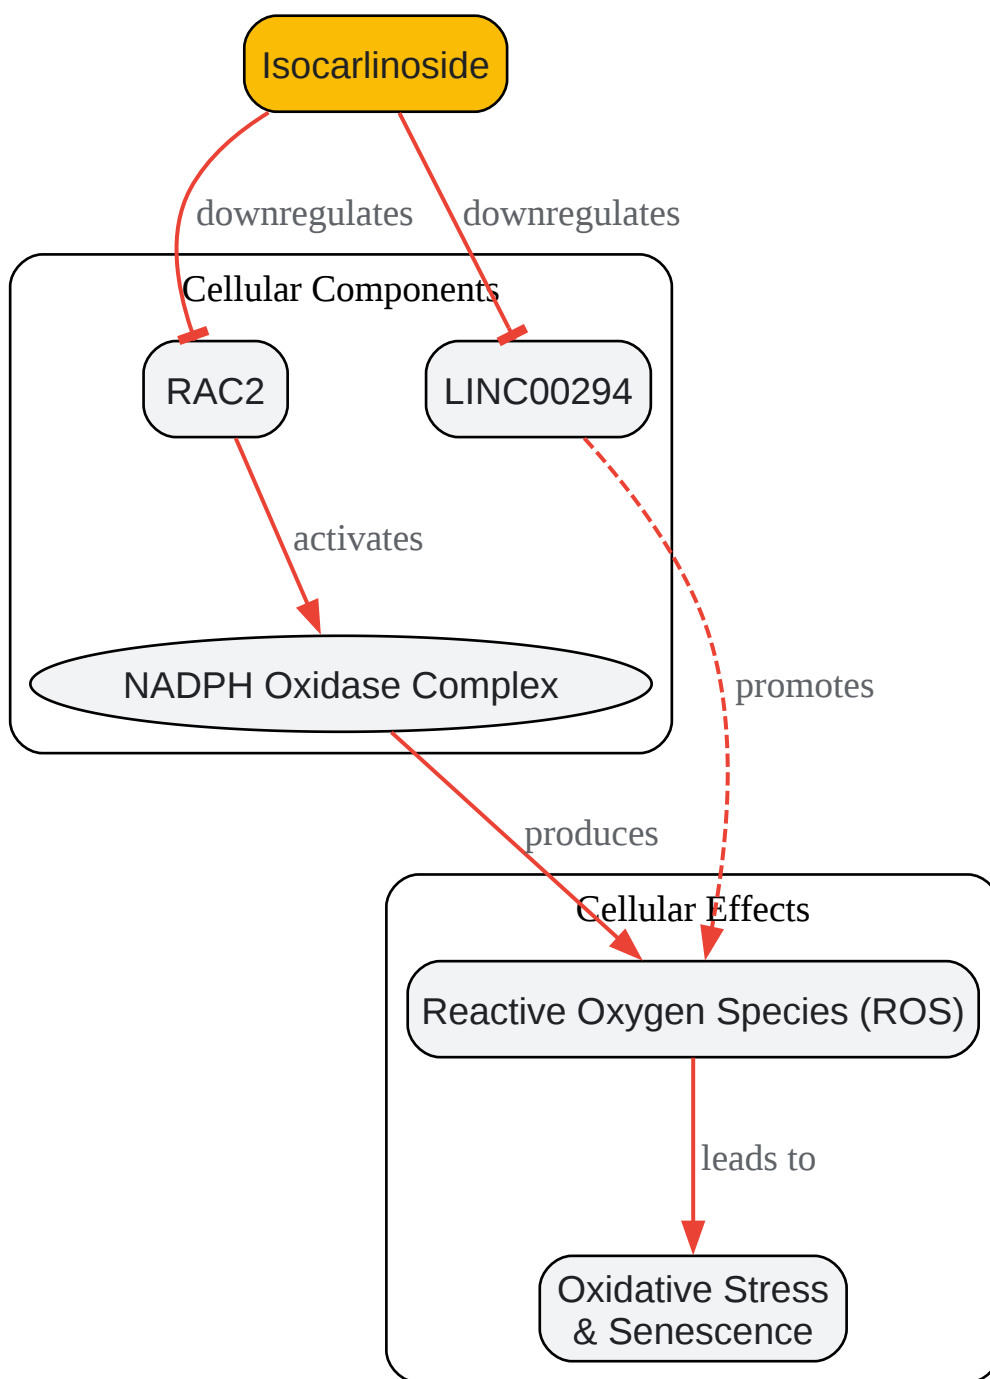 Isocarlinoside
downregulates
downregulates
Cellular Components
RAC2
LINC00294
activates
NADPH Oxidase Complex
promotes
produces
Cellular Effects
Reactive Oxygen Species (ROS)
leads to
Oxidative Stress
& Senescence